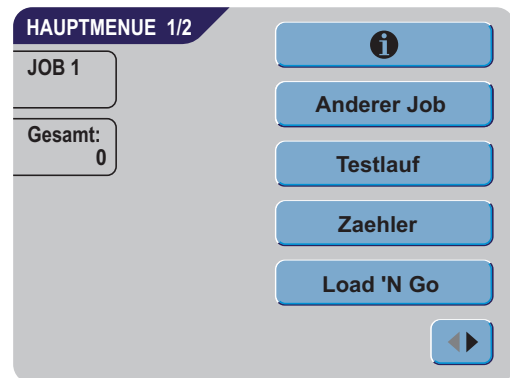 HAUPTMENUE 1/2
JOB 1
Gesamt:
0
i
Anderer Job
Testlauf
Zaehler
Load 'N Go